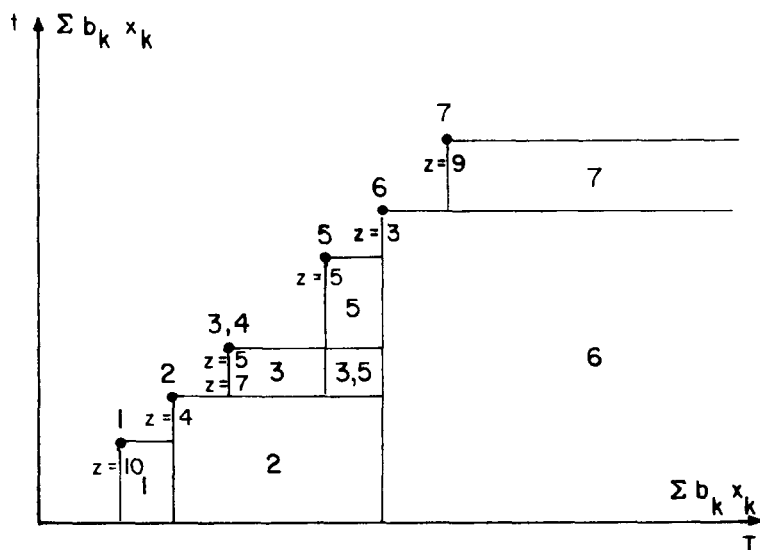 t Σ b_k x_k
7
z = 9
7
6
z = 3
5
z = 5
5
6
3,4
z = 5
z = 7
3
3,5
2
z = 4
1
z = 10
1
2
Σ b_k x_k
T